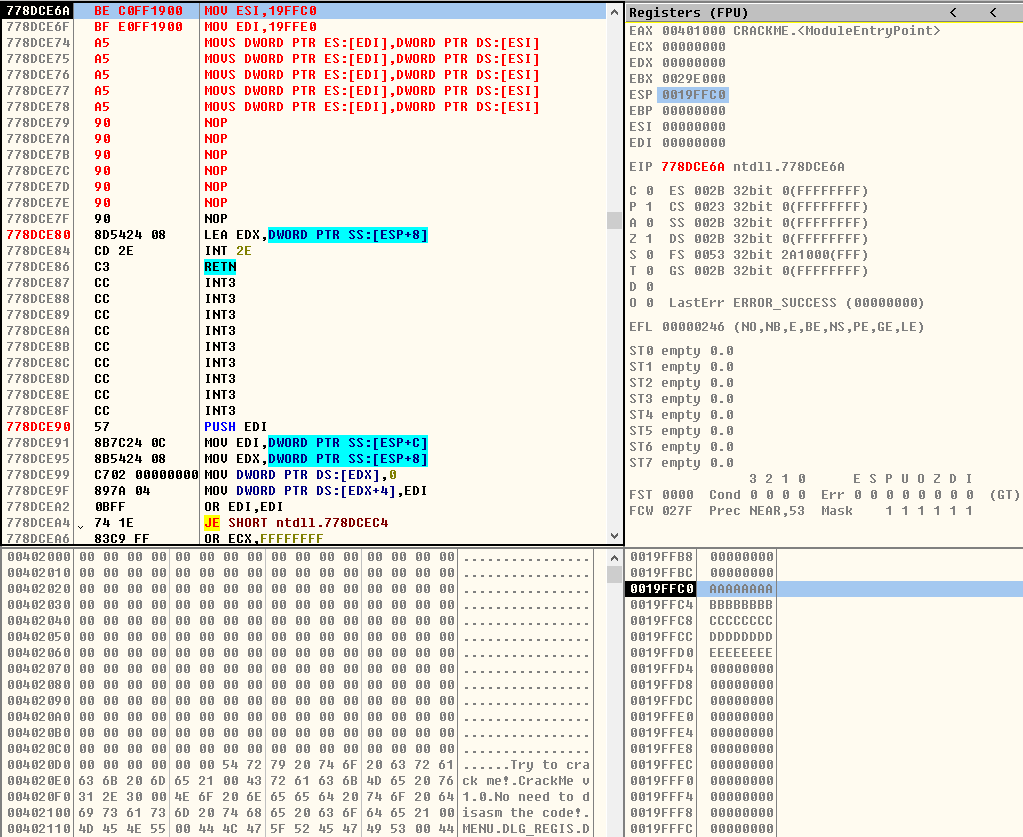 778DCE6A BE C0FF1900 MOV ESI,19FFC0
778DCE6F BF E0FF1900 MOV EDI,19FFE0
778DCE74 A5 MOVS DWORD PTR ES:[EDI],DWORD PTR DS:[ESI]
778DCE75 A5 MOVS DWORD PTR ES:[EDI],DWORD PTR DS:[ESI]
778DCE76 A5 MOVS DWORD PTR ES:[EDI],DWORD PTR DS:[ESI]
778DCE77 A5 MOVS DWORD PTR ES:[EDI],DWORD PTR DS:[ESI]
778DCE78 A5 MOVS DWORD PTR ES:[EDI],DWORD PTR DS:[ESI]
778DCE79 90 NOP
778DCE7A 90 NOP
778DCE7B 90 NOP
778DCE7C 90 NOP
778DCE7D 90 NOP
778DCE7E 90 NOP
778DCE7F 90 NOP
778DCE80 8D5424 08 LEA EDX,DWORD PTR SS:[ESP+8]
778DCE84 CD 2E INT 2E
778DCE86 C3 RETN
778DCE87 CC INT3
778DCE88 CC INT3
778DCE89 CC INT3
778DCE8A CC INT3
778DCE8B CC INT3
778DCE8C CC INT3
778DCE8D CC INT3
778DCE8E CC INT3
778DCE8F CC INT3
778DCE90 57 PUSH EDI
778DCE91 8B7C24 0C MOV EDI,DWORD PTR SS:[ESP+C]
778DCE95 8B5424 08 MOV EDX,DWORD PTR SS:[ESP+8]
778DCE99 C702 00000000 MOV DWORD PTR DS:[EDX],0
778DCE9F 897A 04 MOV DWORD PTR DS:[EDX+4],EDI
778DCEA2 0BFF OR EDI,EDI
778DCEA4 74 1E JE SHORT ntdll.778DCEC4
778DCEA6 83C9 FF OR ECX,FFFFFFFF
Registers (FPU) < <
EAX 00401000 CRACKME.<ModuleEntryPoint>
ECX 00000000
EDX 00000000
EBX 0029E000
ESP 0019FFC0
EBP 00000000
ESI 00000000
EDI 00000000
EIP 778DCE6A ntdll.778DCE6A
C 0 ES 002B 32bit 0(FFFFFFFF)
P 1 CS 0023 32bit 0(FFFFFFFF)
A 0 SS 002B 32bit 0(FFFFFFFF)
Z 1 DS 002B 32bit 0(FFFFFFFF)
S 0 FS 0053 32bit 2A1000(FFF)
T 0 GS 002B 32bit 0(FFFFFFFF)
D 0
O 0 LastErr ERROR_SUCCESS (00000000)
EFL 00000246 (NO,NB,E,BE,NS,PE,GE,LE)
ST0 empty 0.0
ST1 empty 0.0
ST2 empty 0.0
ST3 empty 0.0
ST4 empty 0.0
ST5 empty 0.0
ST6 empty 0.0
ST7 empty 0.0
3 2 1 0 E S P U O Z D I
FST 0000 Cond 0 0 0 0 Err 0 0 0 0 0 0 0 0 (GT)
FCW 027F Prec NEAR,53 Mask 1 1 1 1 1 1
00402000 00 00 00 00 00 00 00 00 00 00 00 00 00 00 00 00 ................
00402010 00 00 00 00 00 00 00 00 00 00 00 00 00 00 00 00 ................
00402020 00 00 00 00 00 00 00 00 00 00 00 00 00 00 00 00 ................
00402030 00 00 00 00 00 00 00 00 00 00 00 00 00 00 00 00 ................
00402040 00 00 00 00 00 00 00 00 00 00 00 00 00 00 00 00 ................
00402050 00 00 00 00 00 00 00 00 00 00 00 00 00 00 00 00 ................
00402060 00 00 00 00 00 00 00 00 00 00 00 00 00 00 00 00 ................
00402070 00 00 00 00 00 00 00 00 00 00 00 00 00 00 00 00 ................
00402080 00 00 00 00 00 00 00 00 00 00 00 00 00 00 00 00 ................
00402090 00 00 00 00 00 00 00 00 00 00 00 00 00 00 00 00 ................
004020A0 00 00 00 00 00 00 00 00 00 00 00 00 00 00 00 00 ................
004020B0 00 00 00 00 00 00 00 00 00 00 00 00 00 00 00 00 ................
004020C0 00 00 00 00 00 00 00 00 00 00 00 00 00 00 00 00 ................
004020D0 00 00 00 00 00 00 54 72 79 20 74 6F 20 63 72 61 ......Try to cra
004020E0 63 6B 20 6D 65 21 00 43 72 61 63 6B 4D 65 20 76 ck me!.CrackMe v
004020F0 31 2E 30 00 4E 6F 20 6E 65 65 64 20 74 6F 20 64 1.0.No need to d
00402100 69 73 61 73 6D 20 74 68 65 20 63 6F 64 65 21 00 isasm the code!.
00402110 4D 45 4E 55 00 44 4C 47 5F 52 45 47 49 53 00 44 MENU.DLG_REGIS.D
0019FFB8 00000000
0019FFBC 00000000
0019FFC0 AAAAAAAA
0019FFC4 BBBBBBBB
0019FFC8 CCCCCCCC
0019FFCC DDDDDDDD
0019FFD0 EEEEEEEE
0019FFD4 00000000
0019FFD8 00000000
0019FFDC 00000000
0019FFE0 00000000
0019FFE4 00000000
0019FFE8 00000000
0019FFEC 00000000
0019FFF0 00000000
0019FFF4 00000000
0019FFF8 00000000
0019FFFC 00000000